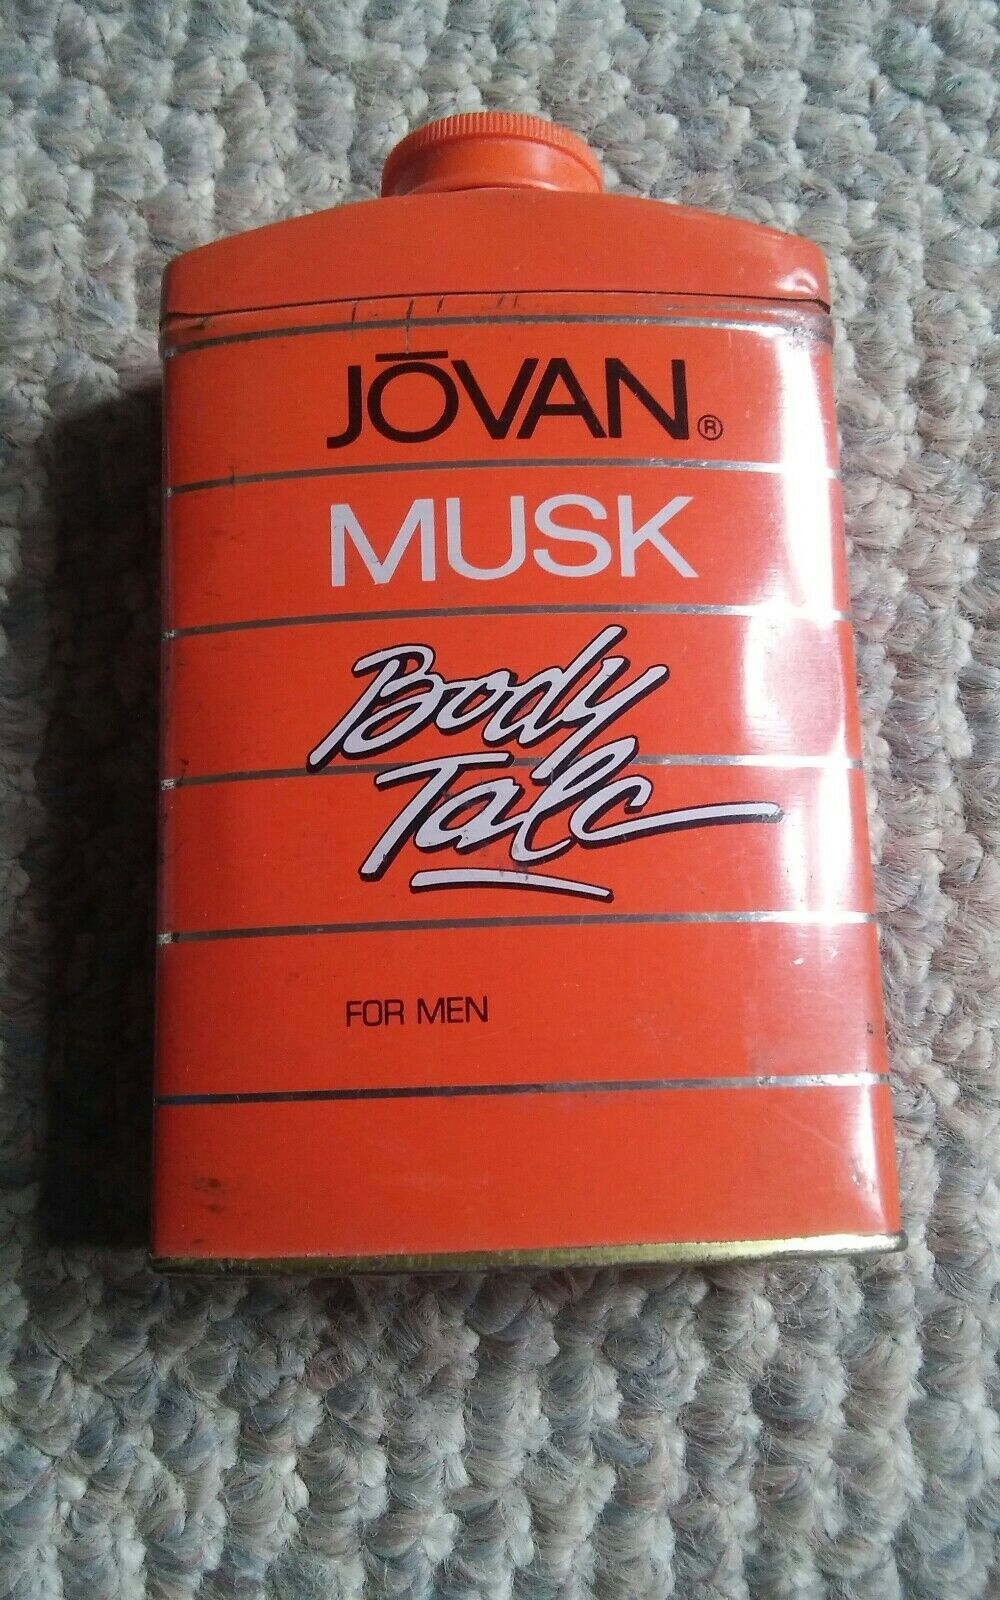 JŌVAN®
MUSK
Body
Talc
FOR MEN